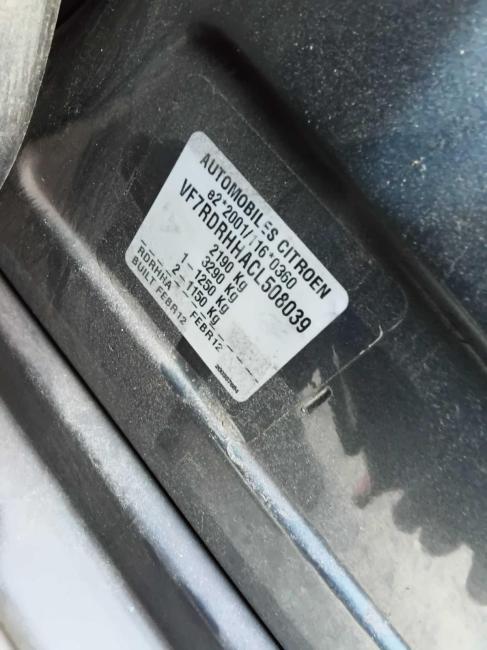 AUTOMOBILES CITROEN
e2*2001/116*0360
VF7RDRHHACL508039
2190 Kg
3290 Kg
1 - 1250 Kg
2 - 1150 Kg
RDRHHA
BUILT FEBR12 FEBR12